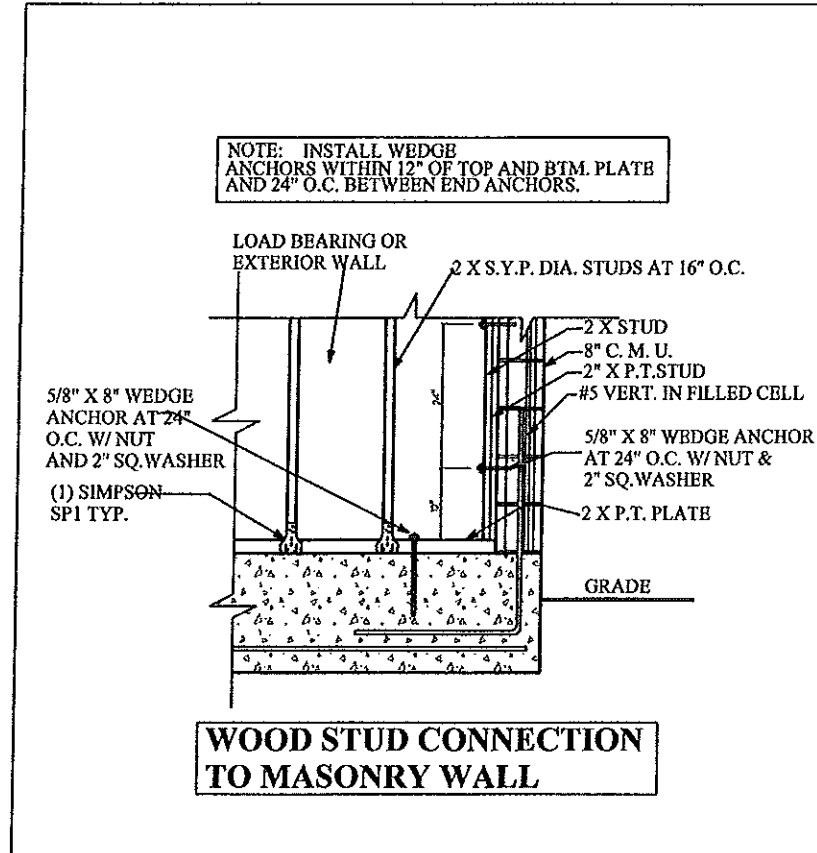 NOTE: INSTALL WEDGE
ANCHORS WITHIN 12" OF TOP AND BTM. PLATE
AND 24" O.C. BETWEEN END ANCHORS.
LOAD BEARING OR
EXTERIOR WALL
2 X S.Y.P. DIA. STUDS AT 16" O.C.
2 X STUD
8" C. M. U.
2" X P.T.STUD
#5 VERT. IN FILLED CELL
5/8" X 8" WEDGE
ANCHOR AT 24"
O.C. W/ NUT
AND 2" SQ.WASHER
(1) SIMPSON
SP1 TYP.
24"
5/8" X 8" WEDGE ANCHOR
AT 24" O.C. W/ NUT &
2" SQ.WASHER
2 X P.T. PLATE
GRADE
WOOD STUD CONNECTION
TO MASONRY WALL